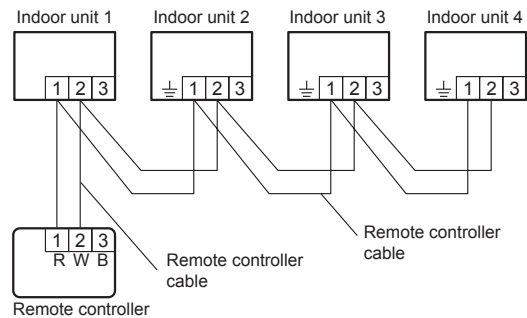 Indoor unit 1 Indoor unit 2 Indoor unit 3 Indoor unit 4
1 2 3 1 2 3 1 2 3 1 2 3
1 2 3
R W B
Remote controller
Remote controller
cable
Remote controller
cable